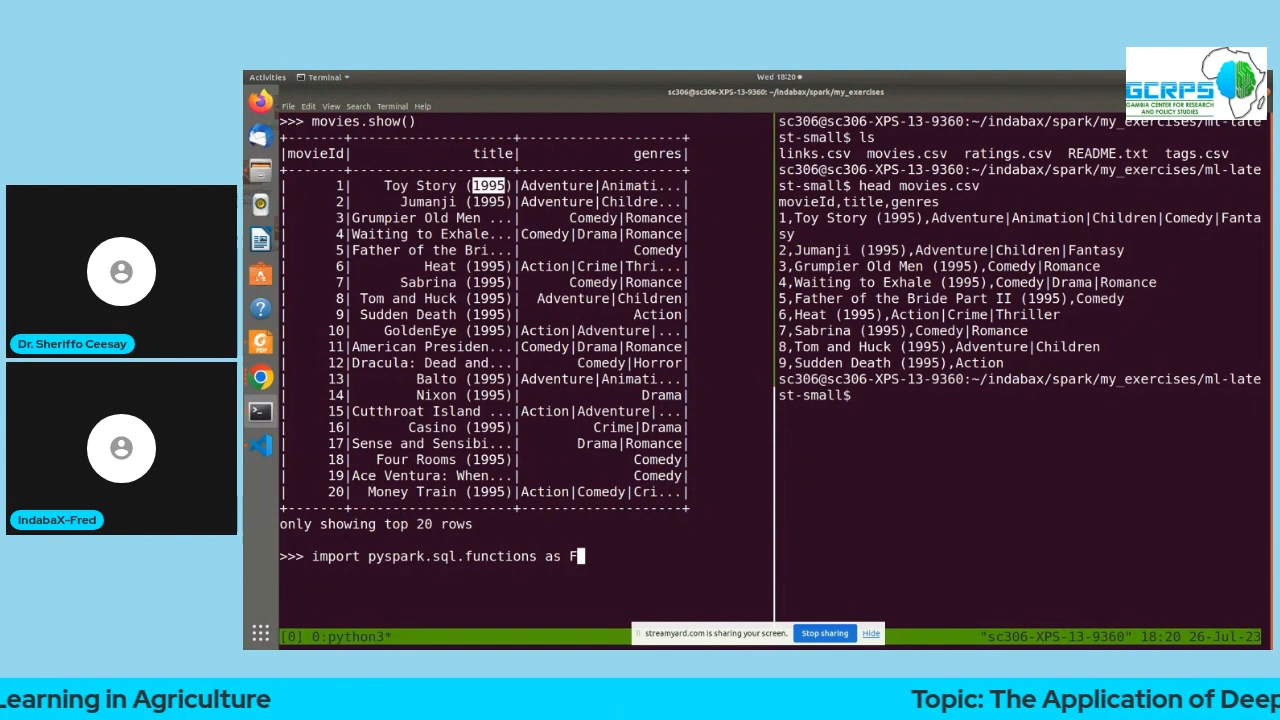 GCRPS
GAMBIA CENTER FOR RESEARCH
AND POLICY STUDIES
Activities Terminal
Wed 18:20
sc306@sc306-XPS-13-9360: ~/indabax/spark/my_exercises
File Edit View Search Terminal Help
>>> movies.show()
+-------+--------------------+--------------------+
|movieId|               title|              genres|
+-------+--------------------+--------------------+
|      1|    Toy Story (1995)|Adventure|Animati...|
|      2|      Jumanji (1995)|Adventure|Childre...|
|      3|Grumpier Old Men ...|      Comedy|Romance|
|      4|Waiting to Exhale...|Comedy|Drama|Romance|
|      5|Father of the Bri...|              Comedy|
|      6|         Heat (1995)|Action|Crime|Thri...|
|      7|      Sabrina (1995)|      Comedy|Romance|
|      8| Tom and Huck (1995)|  Adventure|Children|
|      9| Sudden Death (1995)|              Action|
|     10|    GoldenEye (1995)|Action|Adventure|...|
|     11|American Presiden...|Comedy|Drama|Romance|
|     12|Dracula: Dead and...|       Comedy|Horror|
|     13|        Balto (1995)|Adventure|Animati...|
|     14|        Nixon (1995)|               Drama|
|     15|Cutthroat Island ...|Action|Adventure|...|
|     16|       Casino (1995)|         Crime|Drama|
|     17|Sense and Sensibi...|       Drama|Romance|
|     18|   Four Rooms (1995)|              Comedy|
|     19|Ace Ventura: When...|              Comedy|
|     20|  Money Train (1995)|Action|Comedy|Cri...|
+-------+--------------------+--------------------+
only showing top 20 rows
>>> import pyspark.sql.functions as F
sc306@sc306-XPS-13-9360:~/indabax/spark/my_exercises/ml-late
st-small$ ls
links.csv  movies.csv  ratings.csv  README.txt  tags.csv
sc306@sc306-XPS-13-9360:~/indabax/spark/my_exercises/ml-late
st-small$ head movies.csv
movieId,title,genres
1,Toy Story (1995),Adventure|Animation|Children|Comedy|Fanta
sy
2,Jumanji (1995),Adventure|Children|Fantasy
3,Grumpier Old Men (1995),Comedy|Romance
4,Waiting to Exhale (1995),Comedy|Drama|Romance
5,Father of the Bride Part II (1995),Comedy
6,Heat (1995),Action|Crime|Thriller
7,Sabrina (1995),Comedy|Romance
8,Tom and Huck (1995),Adventure|Children
9,Sudden Death (1995),Action
sc306@sc306-XPS-13-9360:~/indabax/spark/my_exercises/ml-late
st-small$
[0] 0:python3*
"sc306-XPS-13-9360" 18:20 26-Jul-23
streamyard.com is sharing your screen. Stop sharing Hide
Dr. Sheriffo Ceesay
IndabaX-Fred
Learning in Agriculture
Topic: The Application of Deep